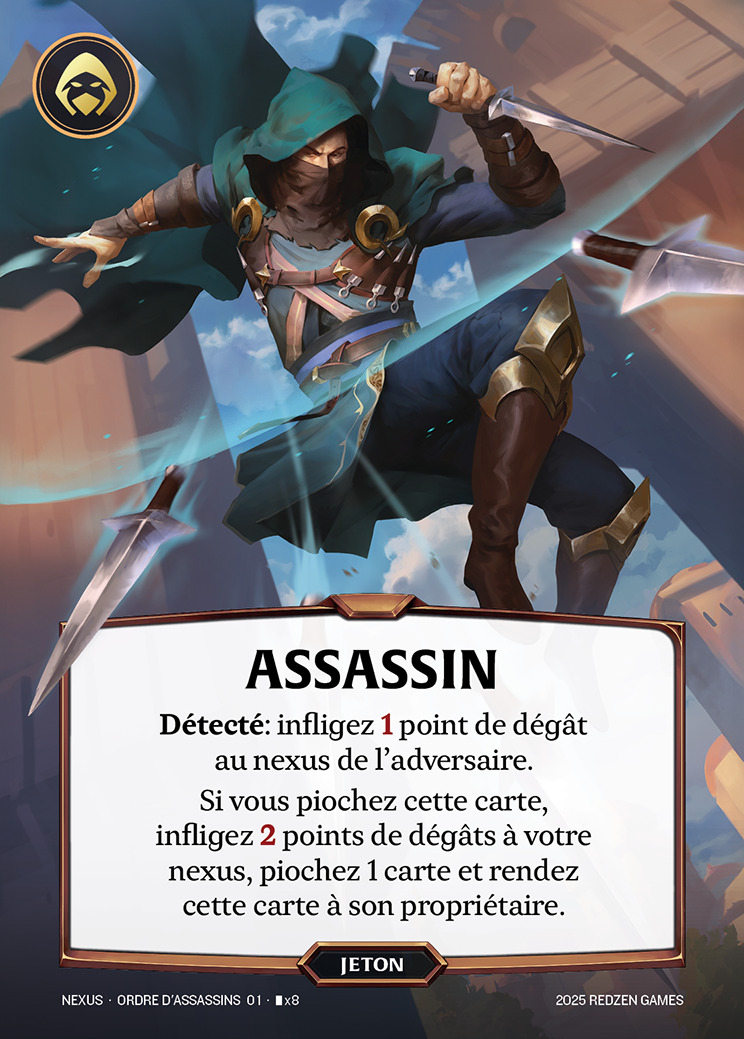 ASSASSIN
Détecté: infligez 1 point de dégât
au nexus de l'adversaire.
Si vous piochez cette carte,
infligez 2 points de dégâts à votre
nexus, piochez 1 carte et rendez
cette carte à son propriétaire.
JETON
NEXUS · ORDRE D'ASSASSINS 01 · ▮x8
2025 REDZEN GAMES